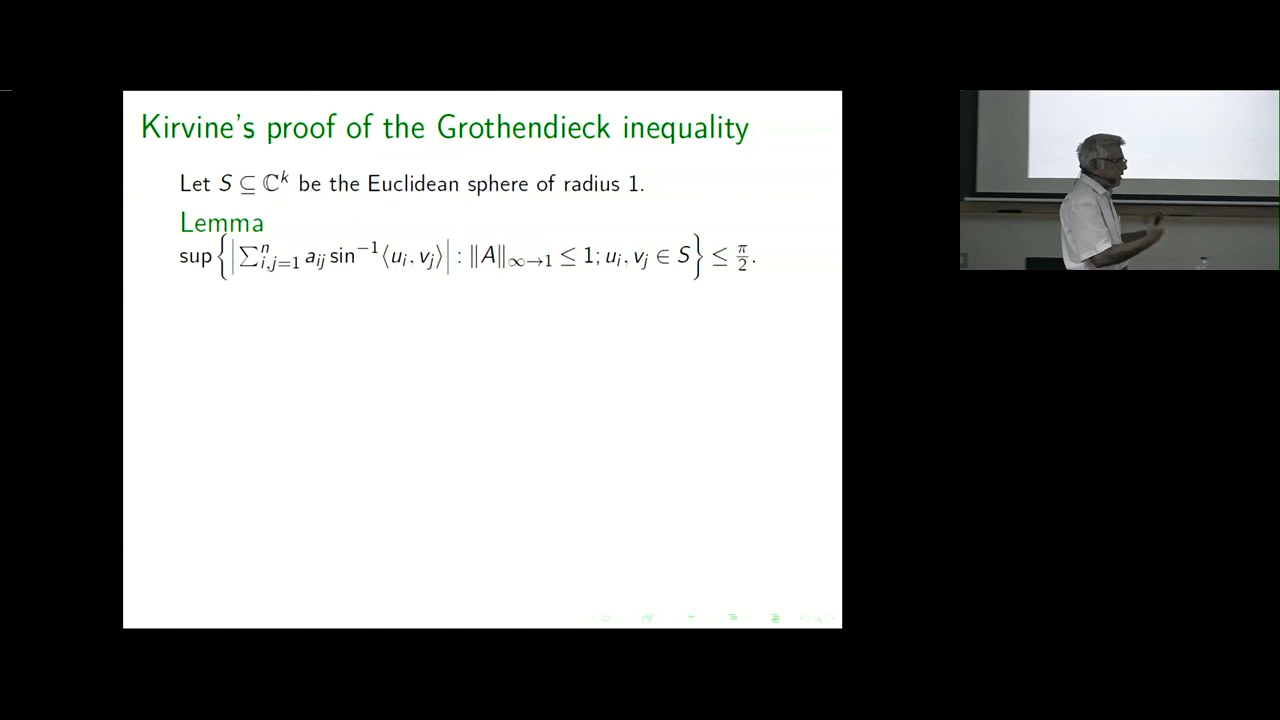 Kirvine's proof of the Grothendieck inequality
Let S ⊆ ℂ^k be the Euclidean sphere of radius 1.
Lemma
sup{|∑_{i,j=1}^n a_{ij} sin^{-1}⟨u_i, v_j⟩| : ‖A‖_{∞→1} ≤ 1; u_i, v_j ∈ S} ≤ π/2.